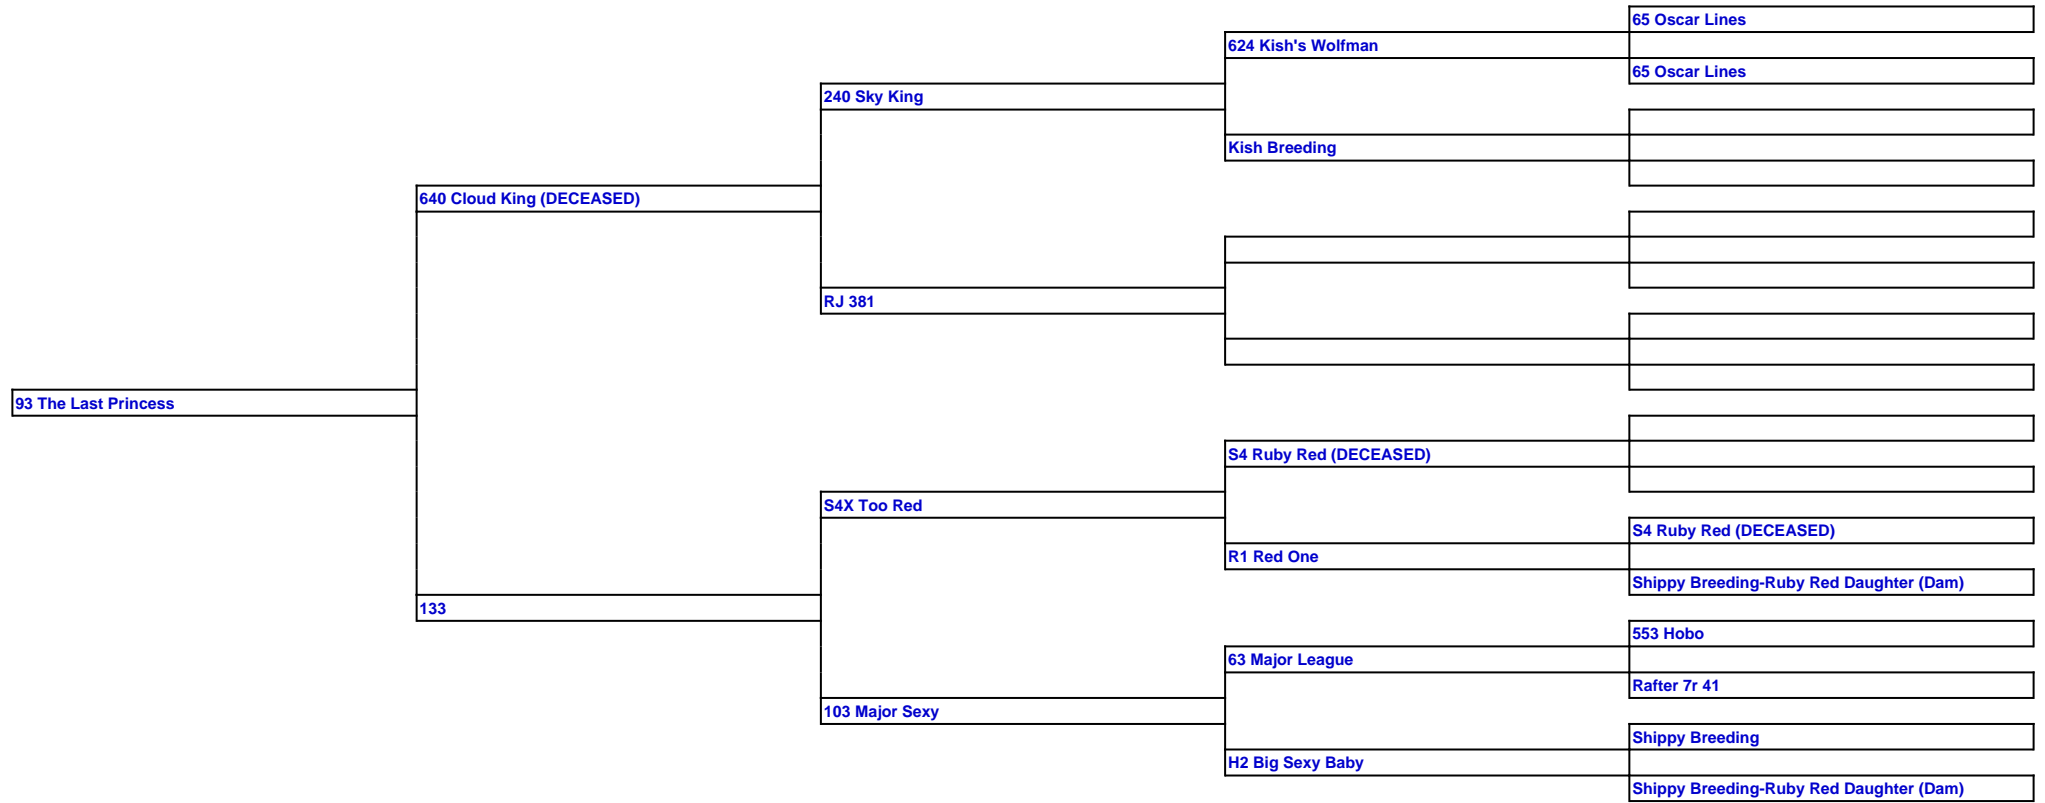 65 Oscar Lines
624 Kish's Wolfman
65 Oscar Lines
240 Sky King
Kish Breeding
640 Cloud King (DECEASED)
RJ 381
93 The Last Princess
S4 Ruby Red (DECEASED)
S4X Too Red
S4 Ruby Red (DECEASED)
R1 Red One
Shippy Breeding-Ruby Red Daughter (Dam)
133
553 Hobo
63 Major League
Rafter 7r 41
103 Major Sexy
Shippy Breeding
H2 Big Sexy Baby
Shippy Breeding-Ruby Red Daughter (Dam)